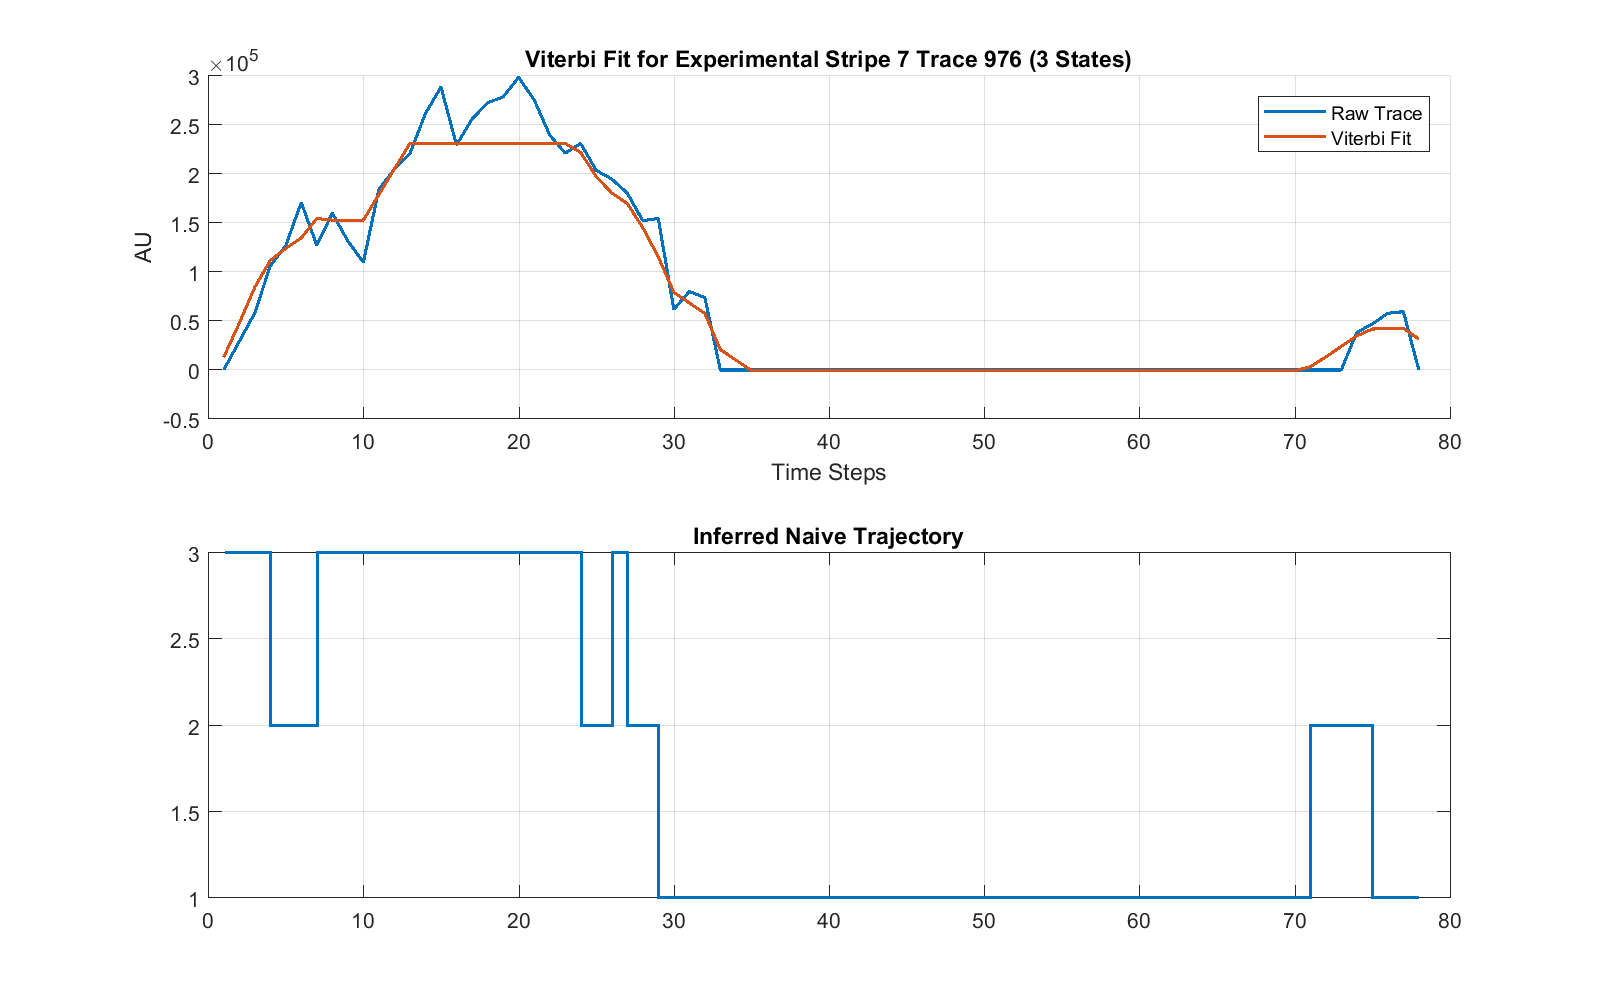 Viterbi Fit for Experimental Stripe 7 Trace 976 (3 States)
×10⁵
3
2.5
2
1.5
1
0.5
0
-0.5
AU
Raw Trace
Viterbi Fit
0 10 20 30 40 50 60 70 80
Time Steps
Inferred Naive Trajectory
3
2.5
2
1.5
1
0 10 20 30 40 50 60 70 80